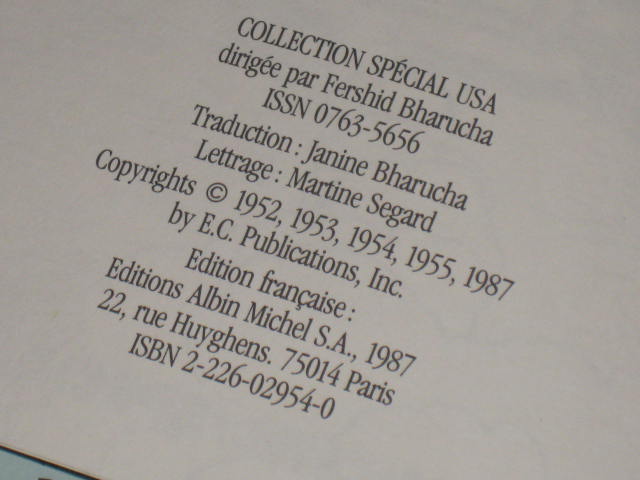 COLLECTION SPÉCIAL USA
dirigée par Fershid Bharucha
ISSN 0763-5656
Traduction : Janine Bharucha
Lettrage : Martine Segard
Copyrights © 1952, 1953, 1954, 1955, 1987
by E.C. Publications, Inc.
Edition française :
Editions Albin Michel S.A., 1987
22, rue Huyghens. 75014 Paris
ISBN 2-226-02954-0